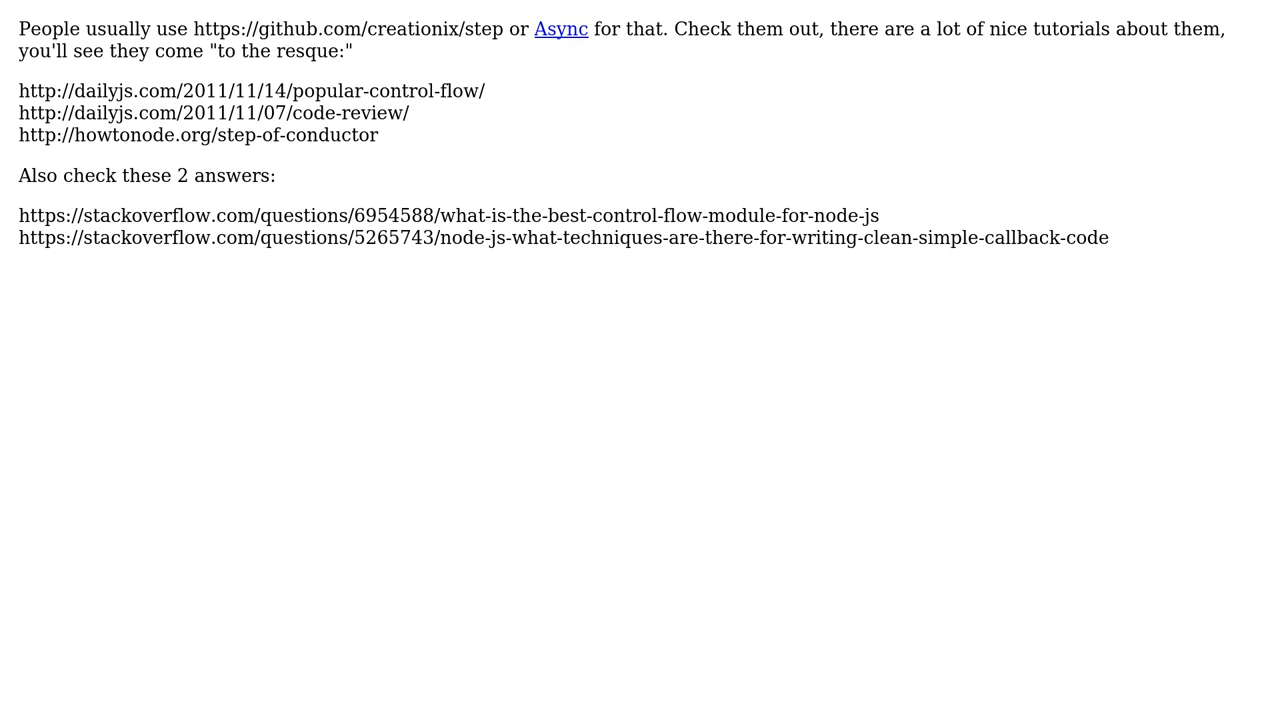 People usually use https://github.com/creationix/step or Async for that. Check them out, there are a lot of nice tutorials about them,
you'll see they come "to the resque:"
http://dailyjs.com/2011/11/14/popular-control-flow/
http://dailyjs.com/2011/11/07/code-review/
http://howtonode.org/step-of-conductor
Also check these 2 answers:
https://stackoverflow.com/questions/6954588/what-is-the-best-control-flow-module-for-node-js
https://stackoverflow.com/questions/5265743/node-js-what-techniques-are-there-for-writing-clean-simple-callback-code